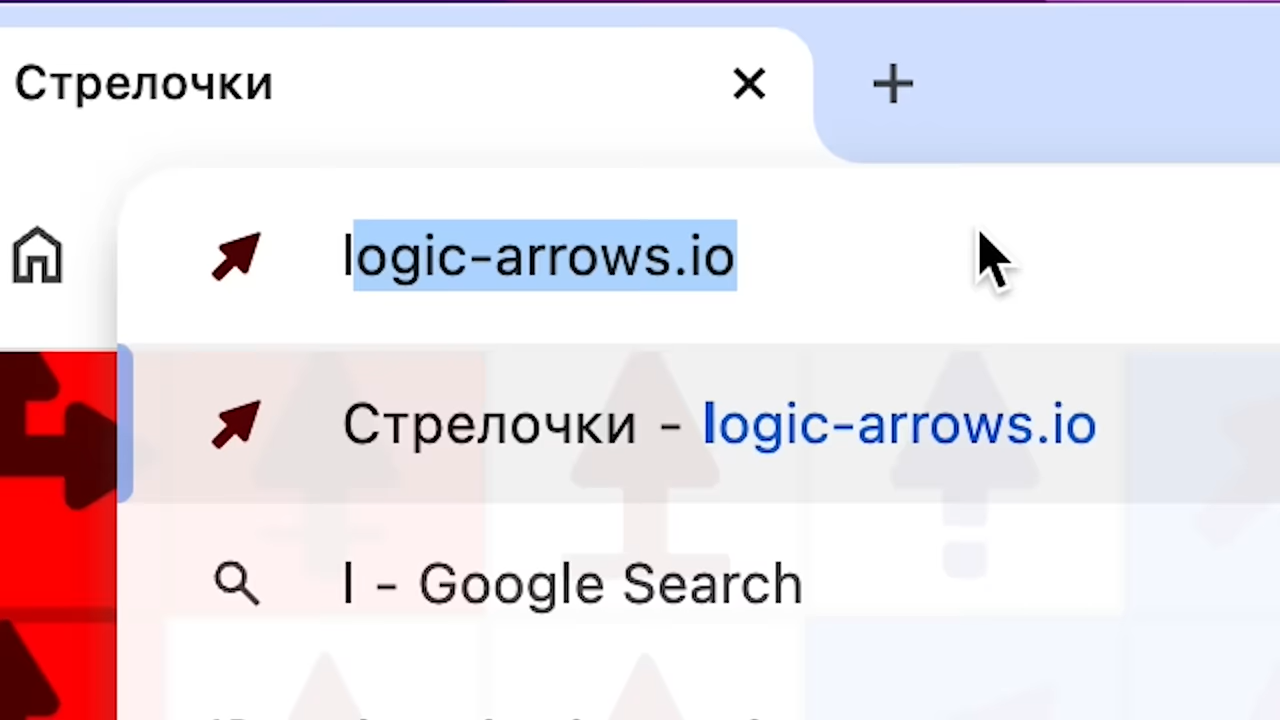 Стрелочки
logic-arrows.io
Стрелочки - logic-arrows.io
l - Google Search